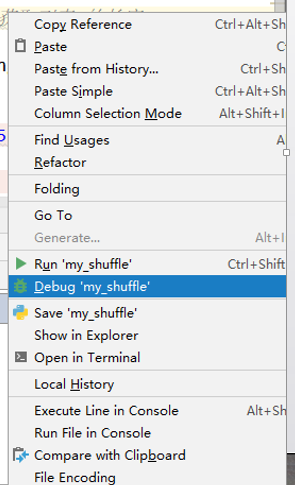 Copy Reference Ctrl+Alt+Sh
Paste C
Paste from History... Ctrl+Sh
Paste Simple Ctrl+Alt+Sh
Column Selection Mode Alt+Shift+I
Find Usages A
Refactor
Folding
Go To
Generate... Alt+I
Run 'my_shuffle' Ctrl+Shift
Debug 'my_shuffle'
Save 'my_shuffle'
Show in Explorer
Open in Terminal
Local History
Execute Line in Console Alt+Sh
Run File in Console
Compare with Clipboard
File Encoding